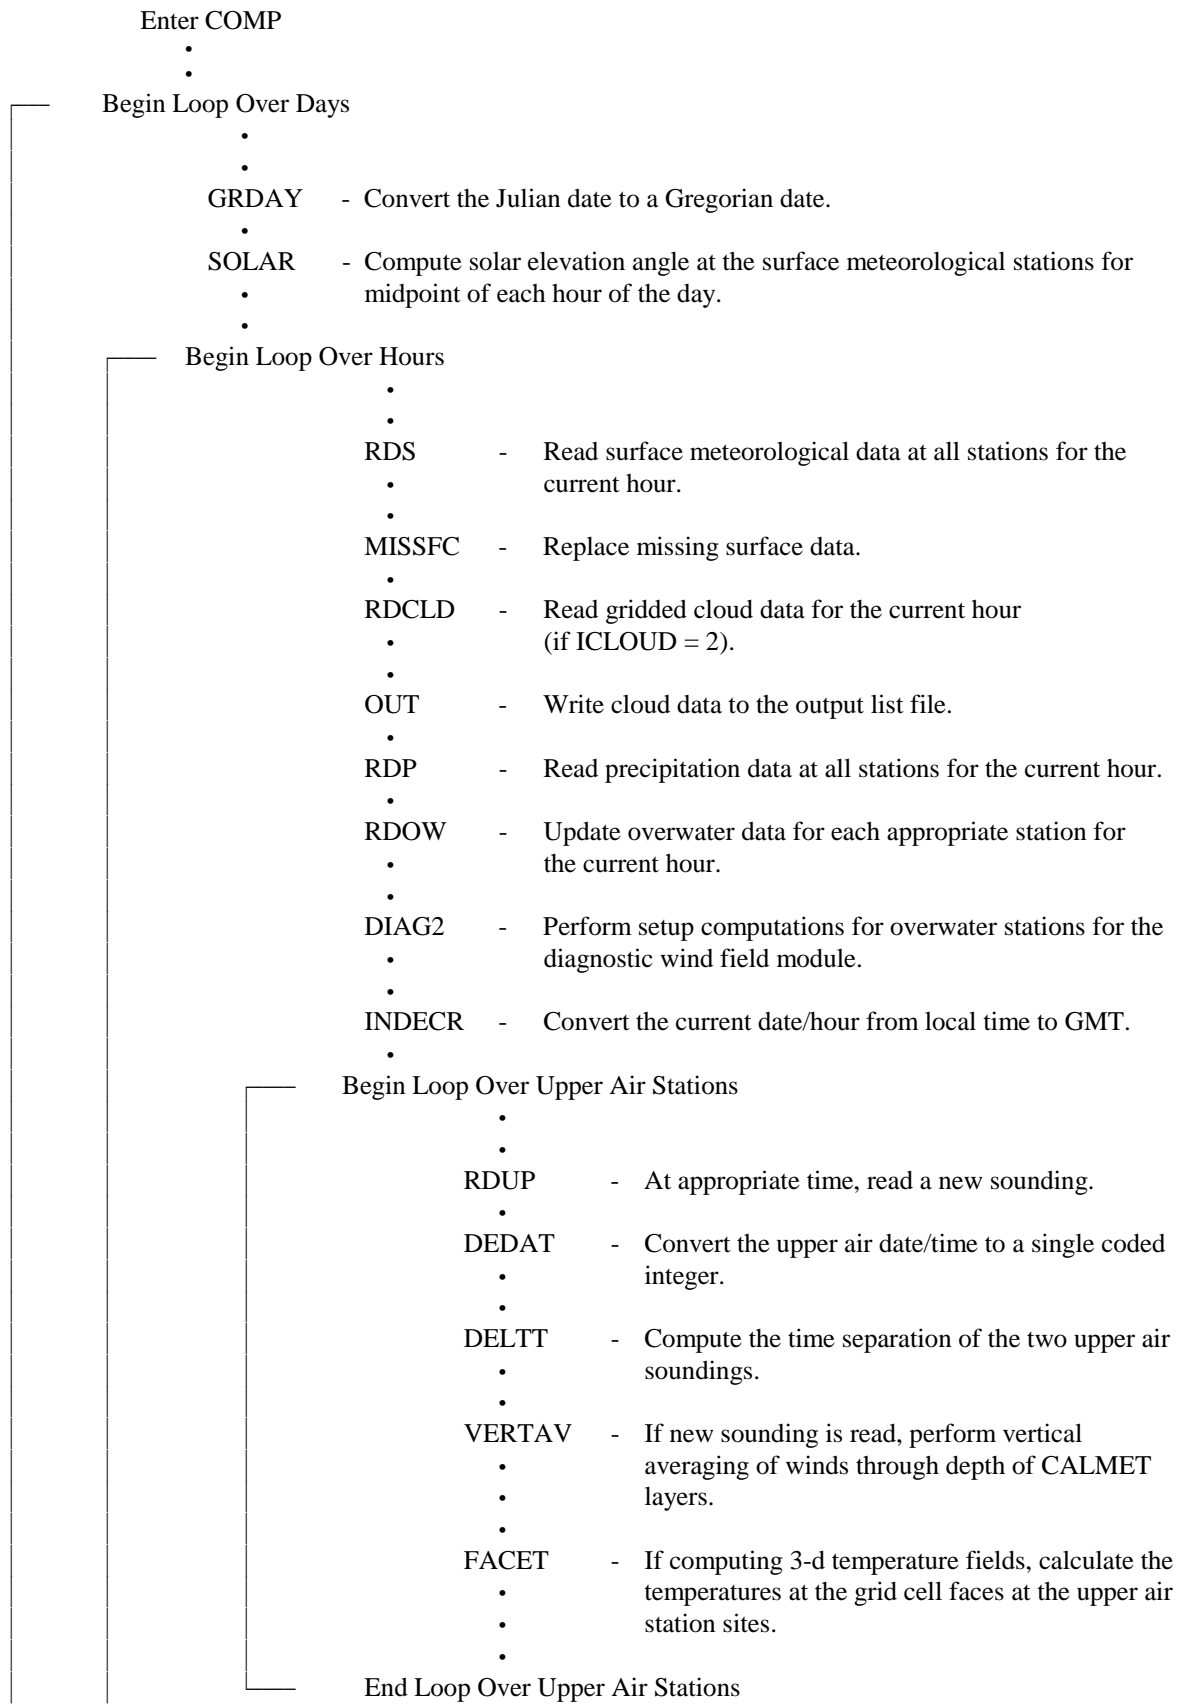 Enter COMP
•
•
Begin Loop Over Days
•
•
GRDAY - Convert the Julian date to a Gregorian date.
•
SOLAR - Compute solar elevation angle at the surface meteorological stations for
• midpoint of each hour of the day.
•
Begin Loop Over Hours
•
•
RDS - Read surface meteorological data at all stations for the
• current hour.
•
MISSFC - Replace missing surface data.
•
RDCLD - Read gridded cloud data for the current hour
• (if ICLOUD = 2).
•
OUT - Write cloud data to the output list file.
•
RDP - Read precipitation data at all stations for the current hour.
•
RDOW - Update overwater data for each appropriate station for
• the current hour.
•
DIAG2 - Perform setup computations for overwater stations for the
• diagnostic wind field module.
•
INDECR - Convert the current date/hour from local time to GMT.
•
Begin Loop Over Upper Air Stations
•
•
RDUP - At appropriate time, read a new sounding.
•
DEDAT - Convert the upper air date/time to a single coded
• integer.
•
DELTT - Compute the time separation of the two upper air
• soundings.
•
VERTAV - If new sounding is read, perform vertical
• averaging of winds through depth of CALMET
• layers.
•
FACET - If computing 3-d temperature fields, calculate the
• temperatures at the grid cell faces at the upper air
• station sites.
•
End Loop Over Upper Air Stations